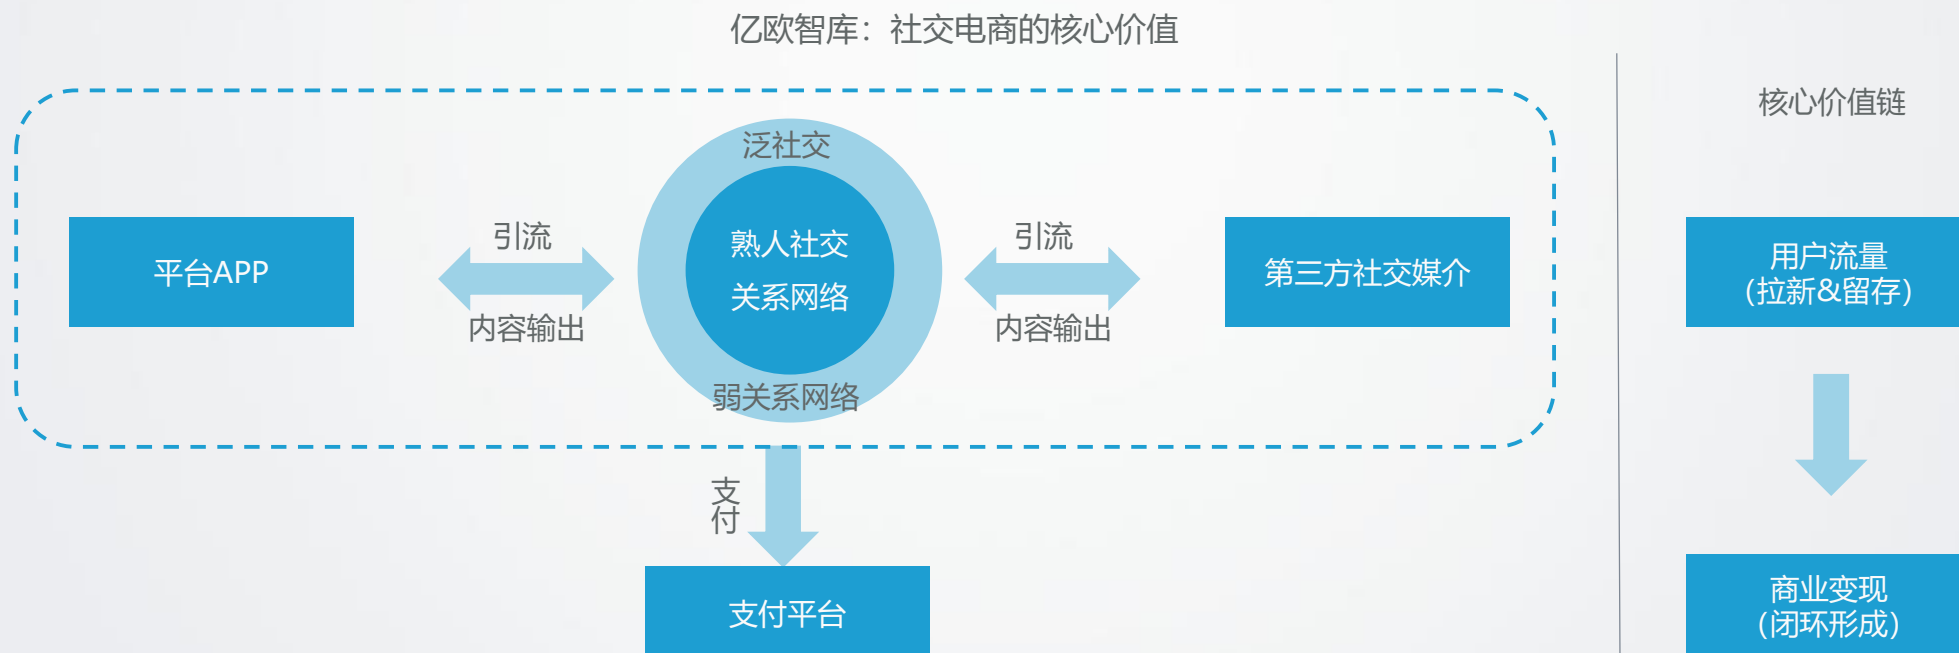 亿欧智库：社交电商的核心价值
核心价值链
泛社交
平台APP
引流
内容输出
熟人社交
关系网络
弱关系网络
引流
内容输出
第三方社交媒介
用户流量
（拉新&留存）
支
付
支付平台
商业变现
（闭环形成）